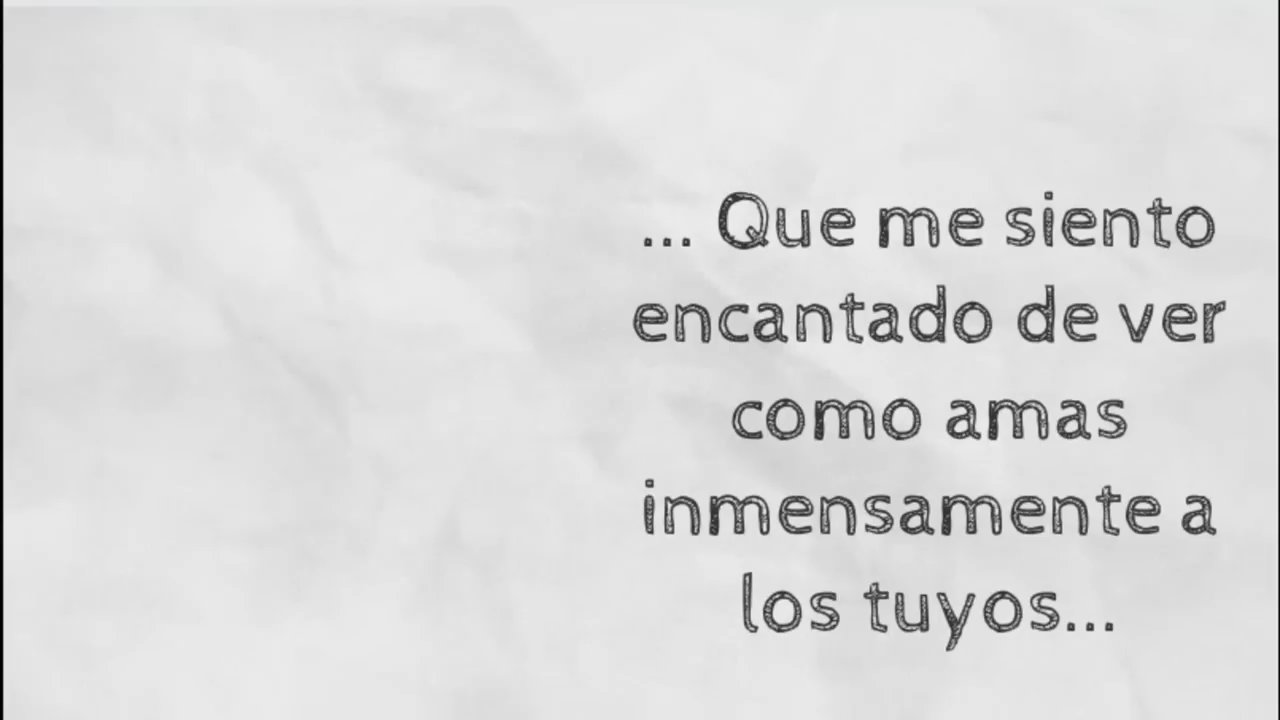 ... Que me siento
encantado de ver
como amas
inmensamente a
los tuyos...